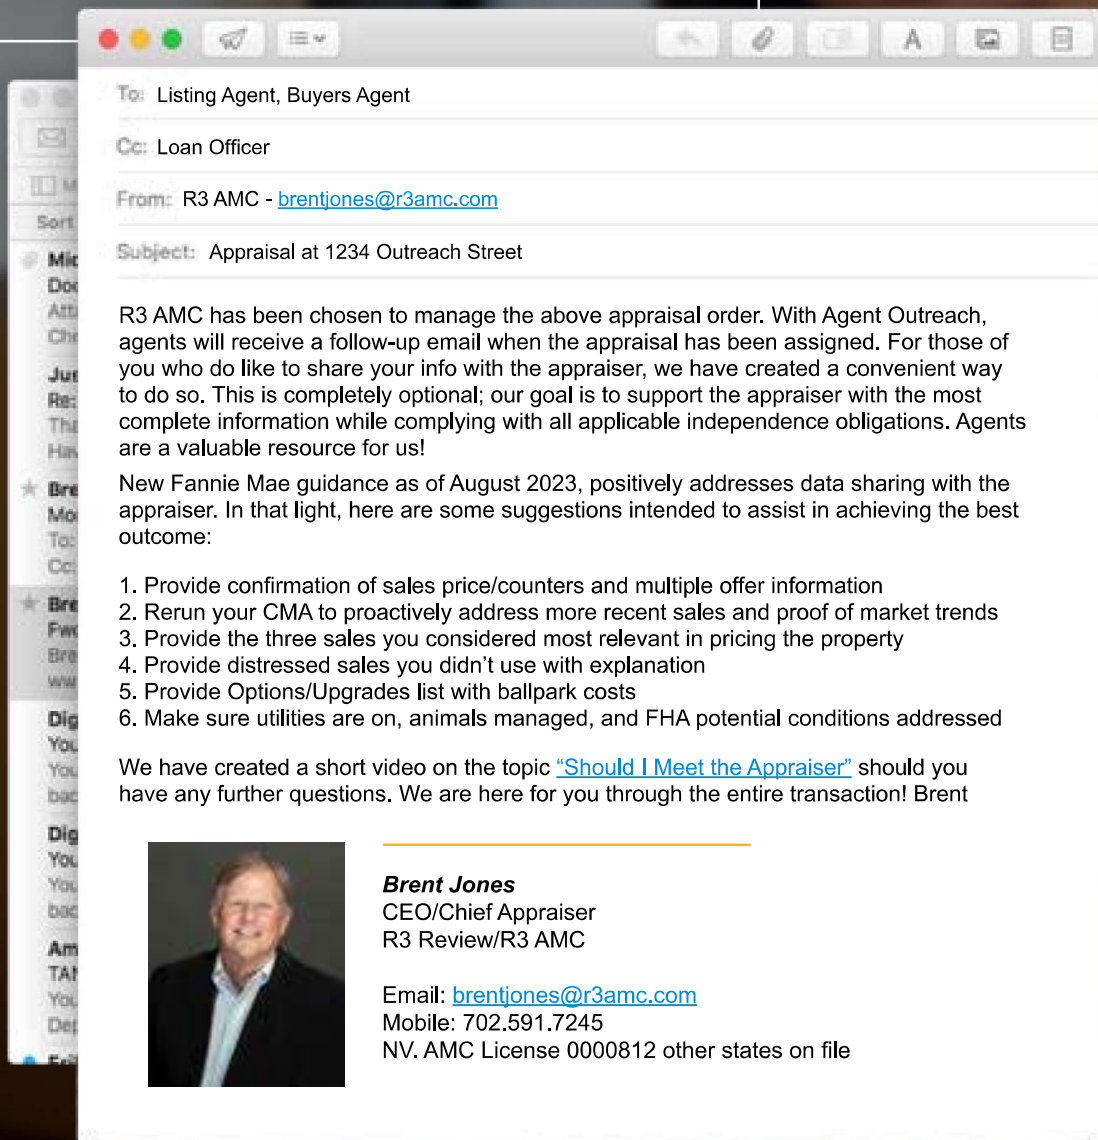 To: Listing Agent, Buyers Agent
Cc: Loan Officer
From: R3 AMC - brentjones@r3amc.com
Subject: Appraisal at 1234 Outreach Street
R3 AMC has been chosen to manage the above appraisal order. With Agent Outreach,
agents will receive a follow-up email when the appraisal has been assigned. For those of
you who do like to share your info with the appraiser, we have created a convenient way
to do so. This is completely optional; our goal is to support the appraiser with the most
complete information while complying with all applicable independence obligations. Agents
are a valuable resource for us!
New Fannie Mae guidance as of August 2023, positively addresses data sharing with the
appraiser. In that light, here are some suggestions intended to assist in achieving the best
outcome:
1. Provide confirmation of sales price/counters and multiple offer information
2. Rerun your CMA to proactively address more recent sales and proof of market trends
3. Provide the three sales you considered most relevant in pricing the property
4. Provide distressed sales you didn’t use with explanation
5. Provide Options/Upgrades list with ballpark costs
6. Make sure utilities are on, animals managed, and FHA potential conditions addressed
We have created a short video on the topic “Should I Meet the Appraiser” should you
have any further questions. We are here for you through the entire transaction! Brent
Brent Jones
CEO/Chief Appraiser
R3 Review/R3 AMC
Email: brentjones@r3amc.com
Mobile: 702.591.7245
NV. AMC License 0000812 other states on file
Sort
Re:
To:
Cc: